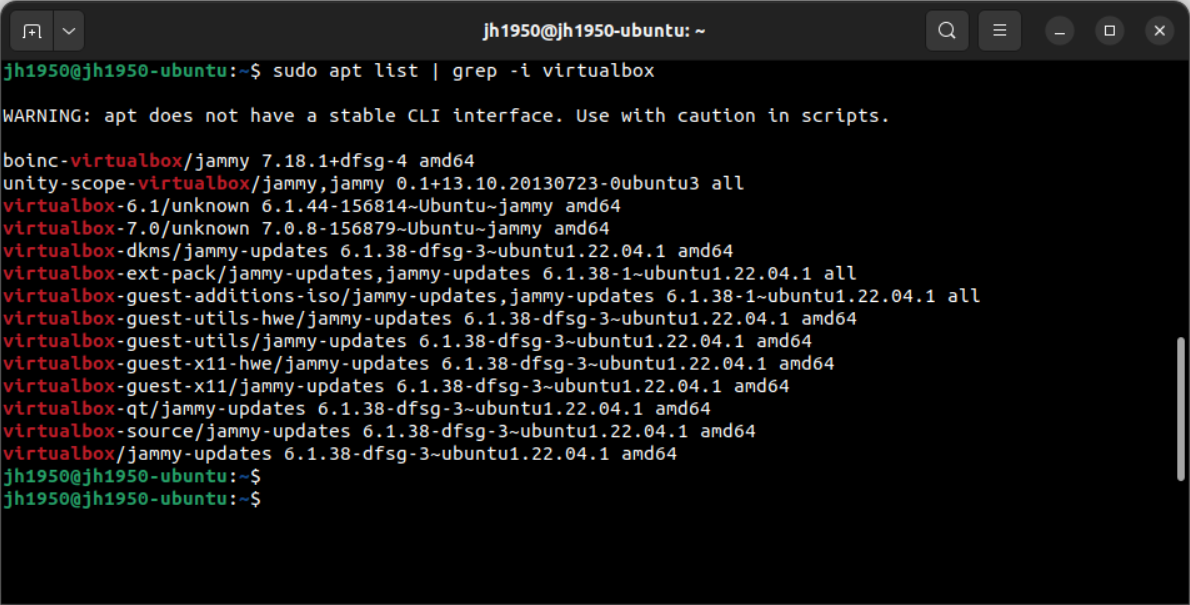 jh1950@jh1950-ubuntu: ~
jh1950@jh1950-ubuntu:~$ sudo apt list | grep -i virtualbox
WARNING: apt does not have a stable CLI interface. Use with caution in scripts.
boinc-virtualbox/jammy 7.18.1+dfsg-4 amd64
unity-scope-virtualbox/jammy,jammy 0.1+13.10.20130723-0ubuntu3 all
virtualbox-6.1/unknown 6.1.44-156814~Ubuntu~jammy amd64
virtualbox-7.0/unknown 7.0.8-156879~Ubuntu~jammy amd64
virtualbox-dkms/jammy-updates 6.1.38-dfsg-3~ubuntu1.22.04.1 amd64
virtualbox-ext-pack/jammy-updates,jammy-updates 6.1.38-1~ubuntu1.22.04.1 all
virtualbox-guest-additions-iso/jammy-updates,jammy-updates 6.1.38-1~ubuntu1.22.04.1 all
virtualbox-guest-utils-hwe/jammy-updates 6.1.38-dfsg-3~ubuntu1.22.04.1 amd64
virtualbox-guest-utils/jammy-updates 6.1.38-dfsg-3~ubuntu1.22.04.1 amd64
virtualbox-guest-x11-hwe/jammy-updates 6.1.38-dfsg-3~ubuntu1.22.04.1 amd64
virtualbox-guest-x11/jammy-updates 6.1.38-dfsg-3~ubuntu1.22.04.1 amd64
virtualbox-qt/jammy-updates 6.1.38-dfsg-3~ubuntu1.22.04.1 amd64
virtualbox-source/jammy-updates 6.1.38-dfsg-3~ubuntu1.22.04.1 amd64
virtualbox/jammy-updates 6.1.38-dfsg-3~ubuntu1.22.04.1 amd64
jh1950@jh1950-ubuntu:~$
jh1950@jh1950-ubuntu:~$